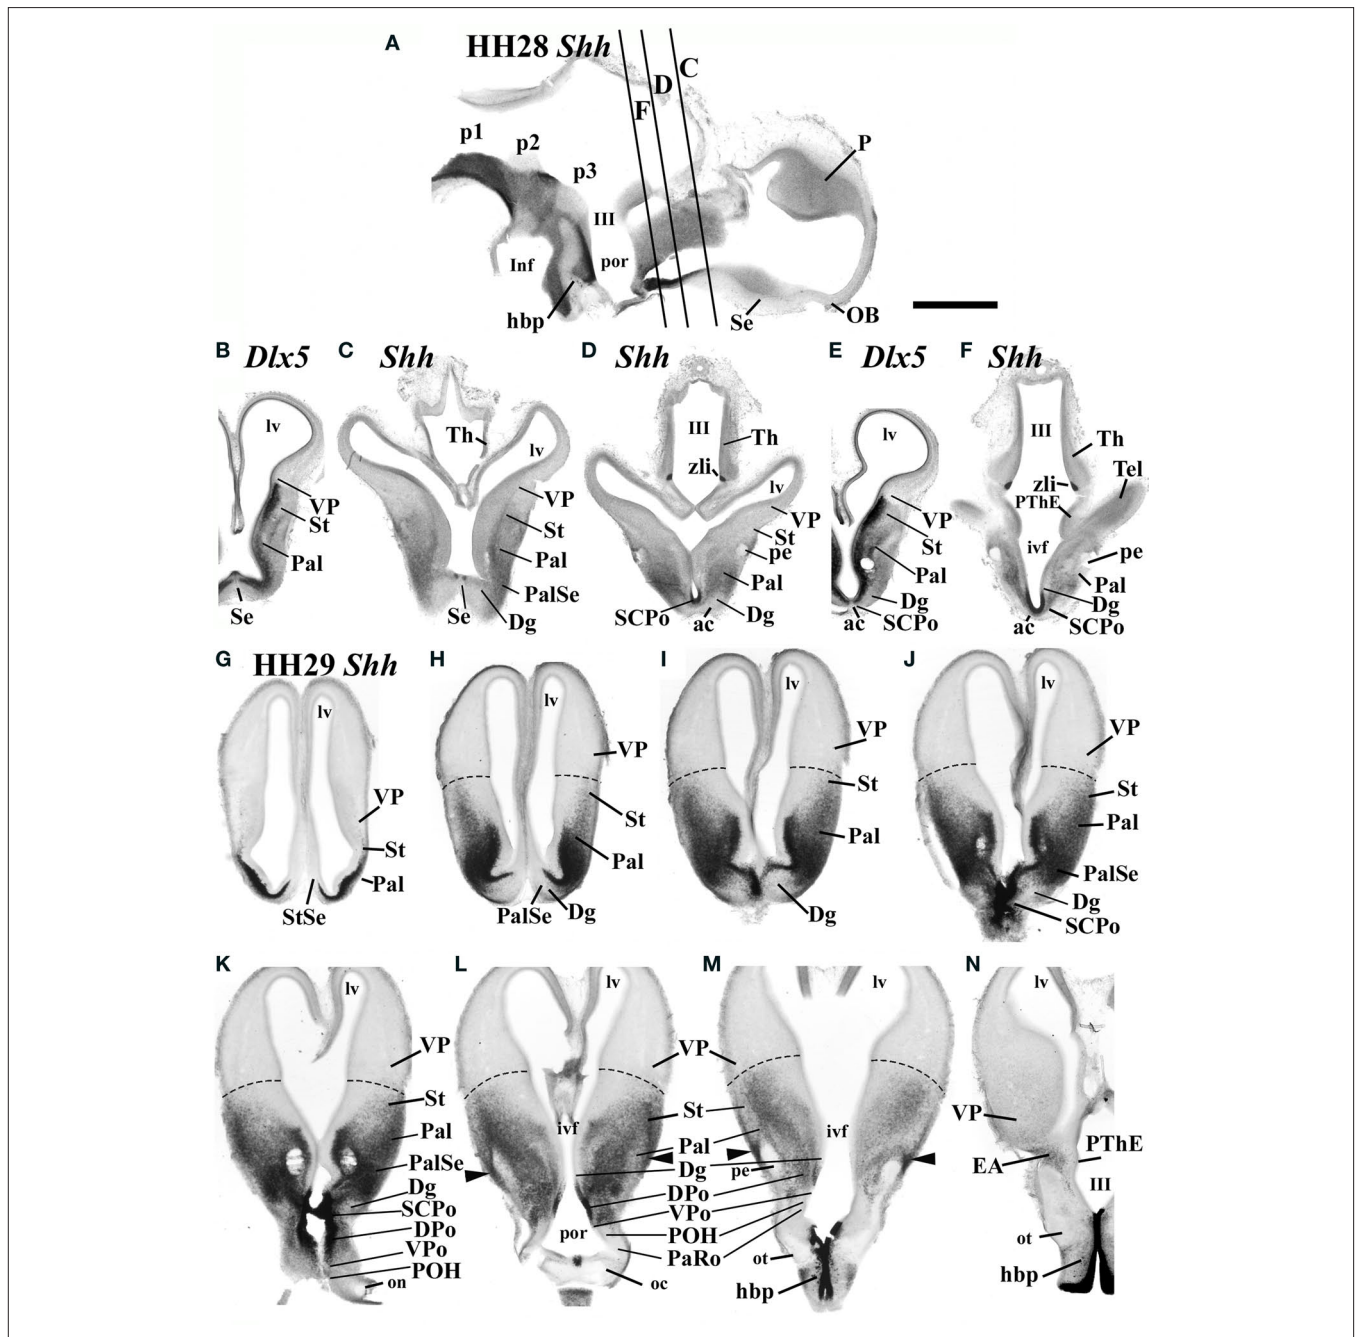 A
HH28 Shh
C
D
F
p1
p2
p3
P
III
Inf
por
hbp
Se
OB
B Dlx5
lv
VP
St
Pal
Se
C Shh
Th
lv
VP
St
Pal
PalSe
Se
Dg
D Shh
III
Th
zli
lv
VP
St
pe
Pal
SCPo
ac
Dg
E Dlx5
lv
VP
St
Pal
Dg
ac
SCPo
F Shh
III
Th
Tel
zli
PThE
ivf
pe
Pal
Dg
ac
SCPo
G HH29 Shh
lv
VP
St
Pal
StSe
H
lv
VP
St
Pal
PalSe
Dg
I
lv
VP
St
Pal
Dg
J
lv
VP
St
Pal
PalSe
Dg
SCPo
K
lv
VP
St
Pal
PalSe
Dg
SCPo
DPo
VPo
POH
on
L
lv
VP
St
ivf
Pal
Dg
DPo
VPo
por
POH
PaRo
oc
M
lv
ivf
pe
ot
hbp
N
lv
VP
PThE
EA
III
ot
hbp